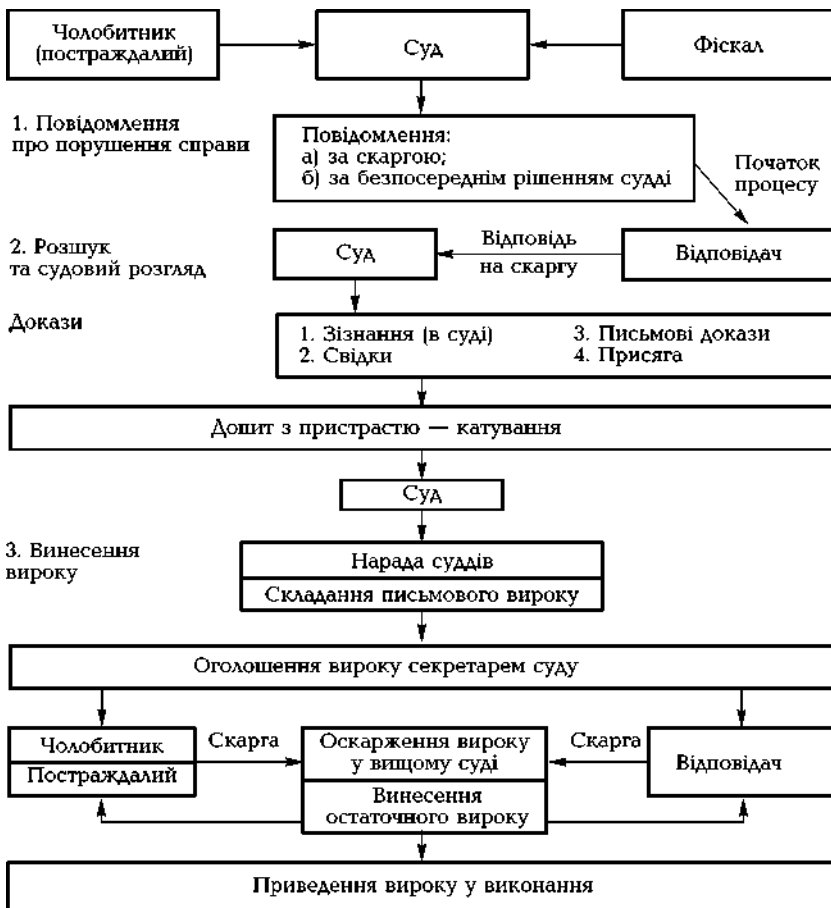 Чолобитник
(постраждалий)
Суд
Фіскал
1. Повідомлення
про порушення справи
Повідомлення:
а) за скаргою;
б) за безпосереднім рішенням судді
Початок
процесу
2. Розшук
та судовий розгляд
Суд
Відповідь
на скаргу
Відповідач
Докази
1. Зізнання (в суді)
2. Свідки
3. Письмові докази
4. Присяга
Допит з пристрастю — катування
Суд
3. Винесення
вироку
Нарада суддів
Складання письмового вироку
Оголошення вироку секретарем суду
Чолобитник
Постраждалий
Скарга
Оскарження вироку
у вищому суді
Винесення
остаточного вироку
Скарга
Відповідач
Приведення вироку у виконання